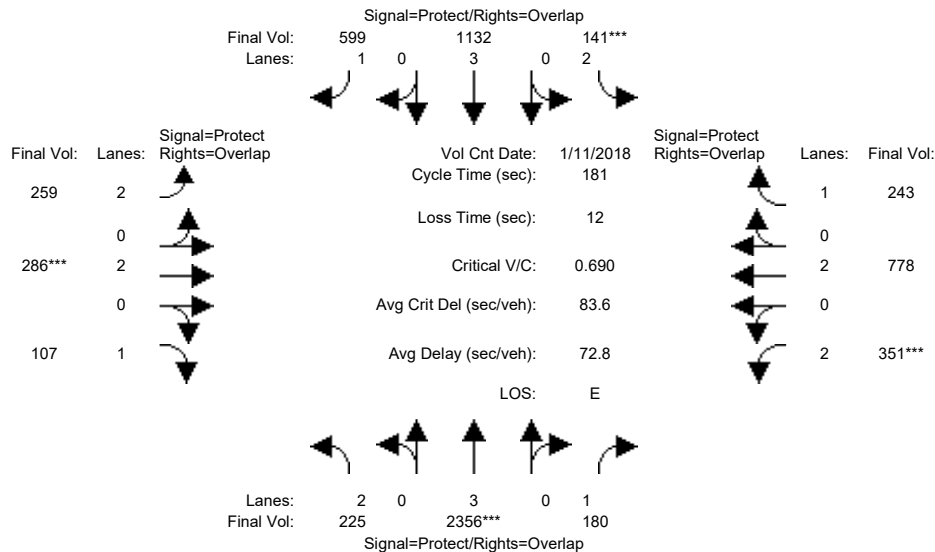 Signal=Protect/Rights=Overlap
Final Vol: 599 1132 141***
Lanes: 1 0 3 0 2
Signal=Protect Signal=Protect
Final Vol: Lanes: Rights=Overlap Vol Cnt Date: 1/11/2018 Rights=Overlap Lanes: Final Vol:
Cycle Time (sec): 181
259 2 1 243
Loss Time (sec): 12
0 0
286*** 2 Critical V/C: 0.690 2 778
0 Avg Crit Del (sec/veh): 83.6 0
107 1 Avg Delay (sec/veh): 72.8 2 351***
LOS: E
Lanes: 2 0 3 0 1
Final Vol: 225 2356*** 180
Signal=Protect/Rights=Overlap